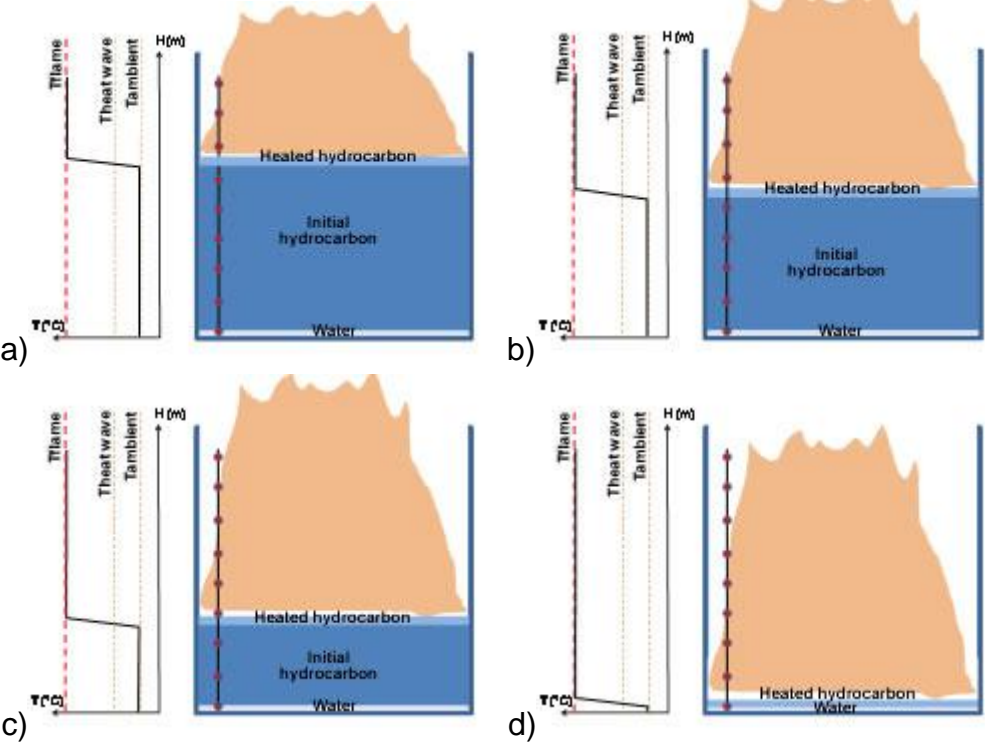 Tflame
Theat wave
Tambient
H (m)
Heated hydrocarbon
Initial
hydrocarbon
Water
T (°C)
a)
Tflame
Theat wave
Tambient
H (m)
Heated hydrocarbon
Initial
hydrocarbon
Water
T (°C)
b)
Tflame
Theat wave
Tambient
H (m)
Heated hydrocarbon
Initial
hydrocarbon
Water
T (°C)
c)
Tflame
Theat wave
Tambient
H (m)
Heated hydrocarbon
Water
T (°C)
d)